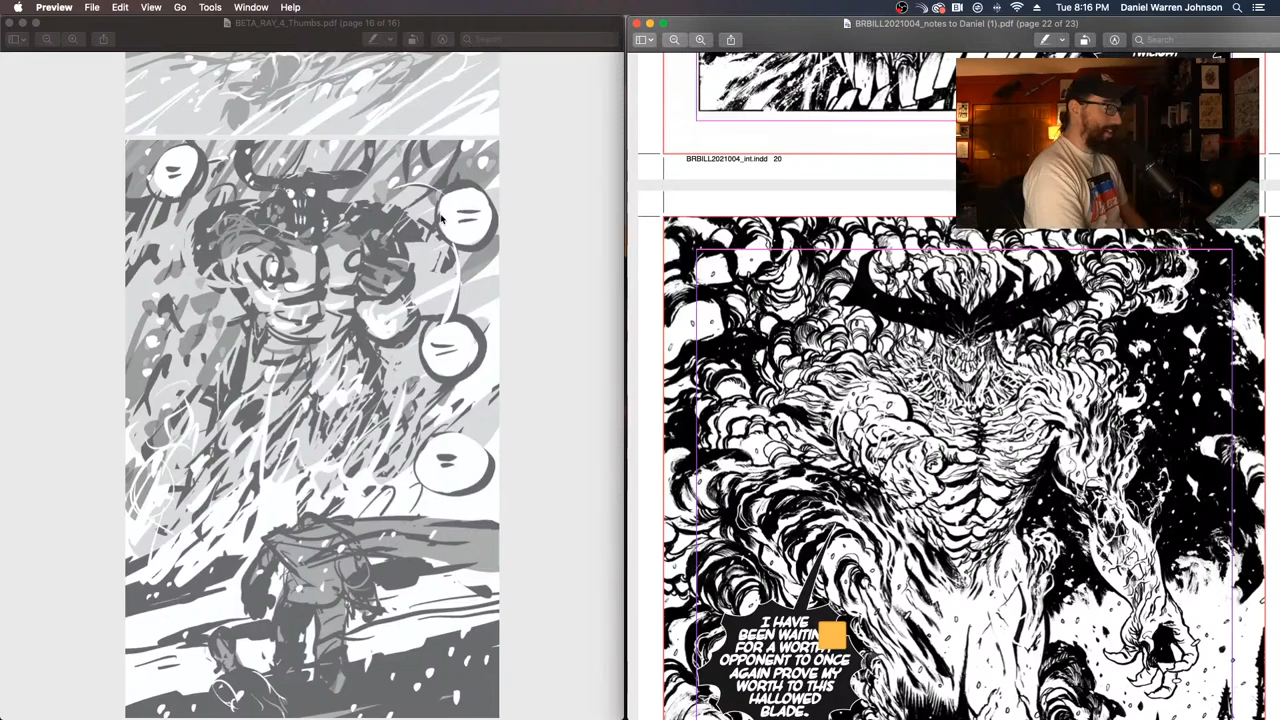 Preview File Edit View Go Tools Window Help
Tue 8:16 PM Daniel Warren Johnson
BETA_RAY_4_Thumbs.pdf (page 16 of 16)
Search
BRBILL2021004_notes to Daniel (1).pdf (page 22 of 23)
Search
BRBILL2021004_int.indd 20
I HAVE
BEEN
FOR A
OPPONENT TO ONCE
AGAIN PROVE MY
WORTH TO THIS
HALLOWED
BLADE.